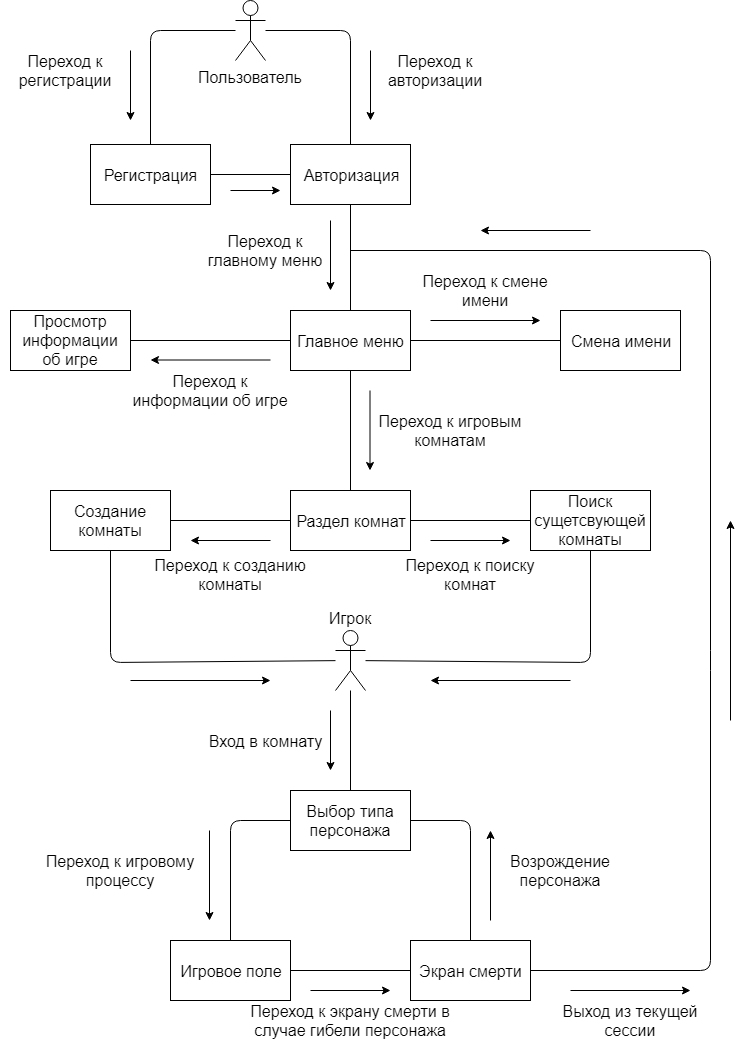 Переход к
регистрации
Пользователь
Переход к
авторизации
Регистрация
Авторизация
Переход к
главному меню
Переход к смене
имени
Просмотр
информации
об игре
Главное меню
Смена имени
Переход к
информации об игре
Переход к игровым
комнатам
Создание
комнаты
Раздел комнат
Поиск
сущетсвующей
комнаты
Переход к созданию
комнаты
Переход к поиску
комнат
Игрок
Вход в комнату
Выбор типа
персонажа
Переход к игровому
процессу
Возрождение
персонажа
Игровое поле
Экран смерти
Переход к экрану смерти в
случае гибели персонажа
Выход из текущей
сессии